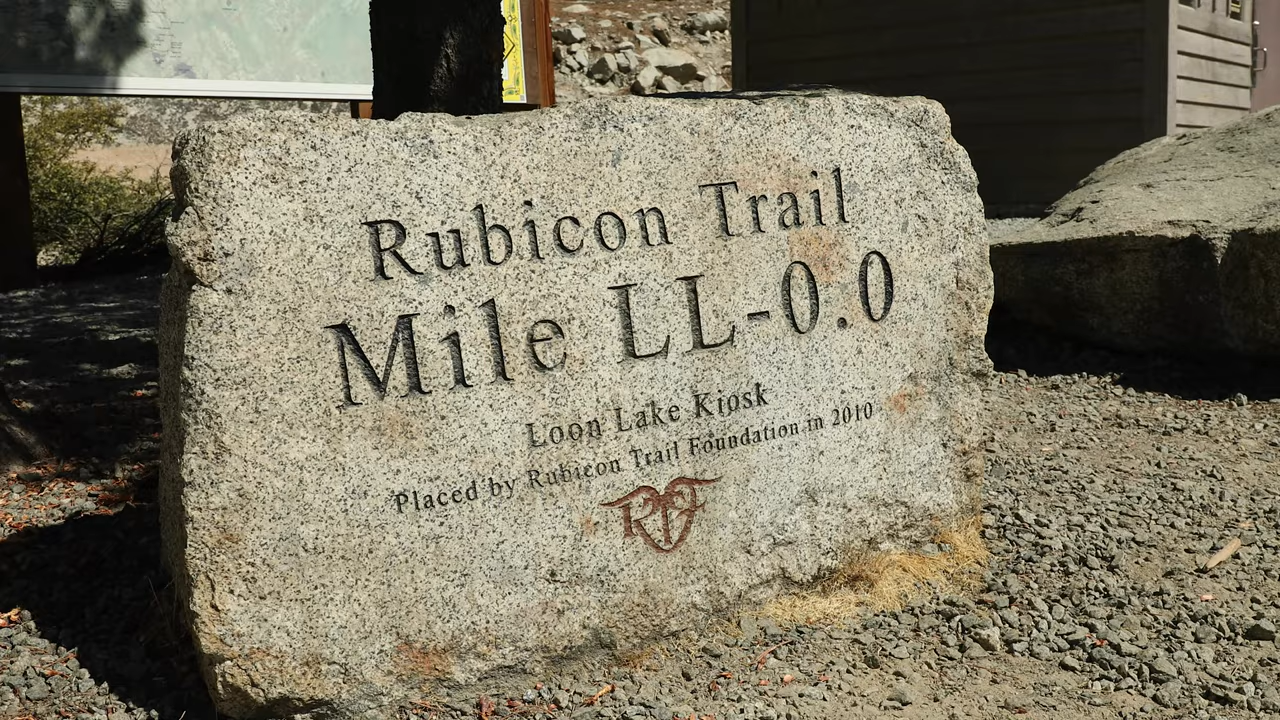 Rubicon Trail
Mile LL-0.0
Loon Lake Kiosk
Placed by Rubicon Trail Foundation in 2010
RTF